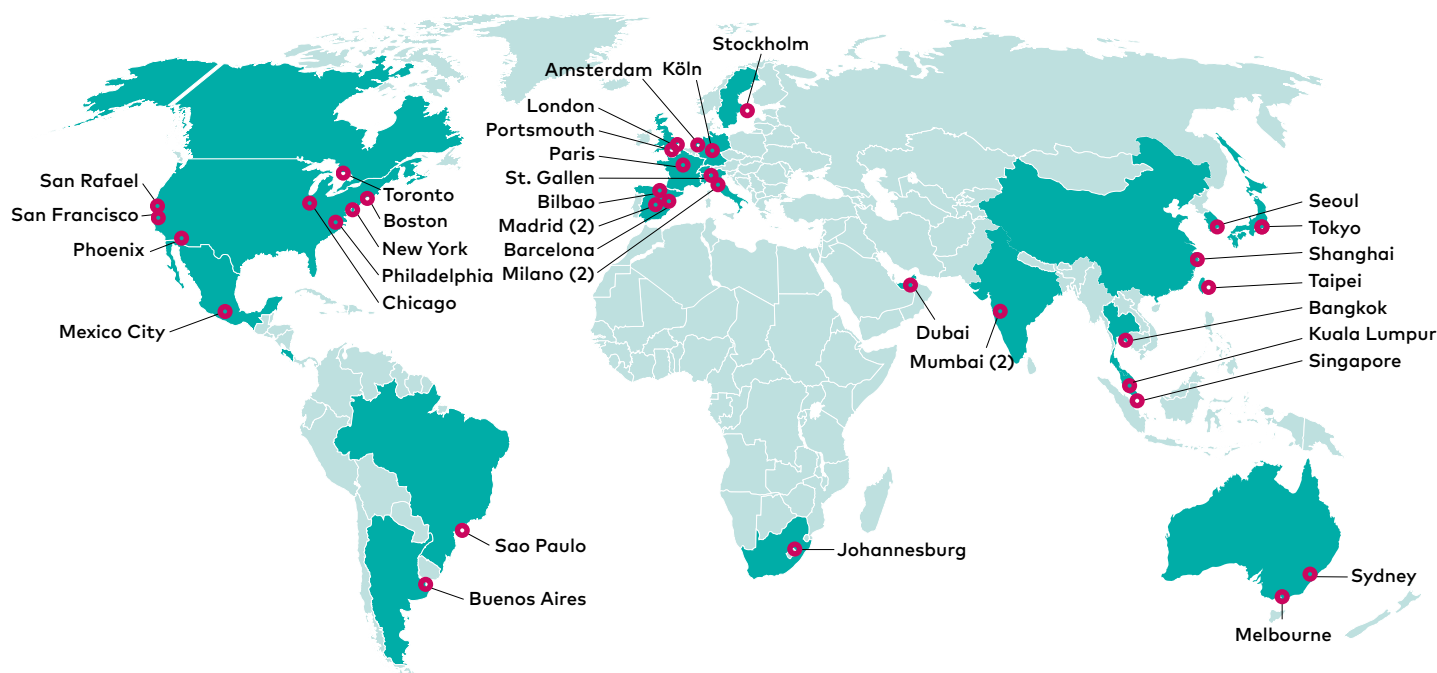 Stockholm
Amsterdam
Köln
London
Portsmouth
Paris
St. Gallen
Bilbao
Madrid (2)
Barcelona
Milano (2)
San Rafael
San Francisco
Phoenix
Mexico City
Toronto
Boston
New York
Philadelphia
Chicago
Sao Paulo
Buenos Aires
Johannesburg
Dubai
Mumbai (2)
Seoul
Tokyo
Shanghai
Taipei
Bangkok
Kuala Lumpur
Singapore
Sydney
Melbourne